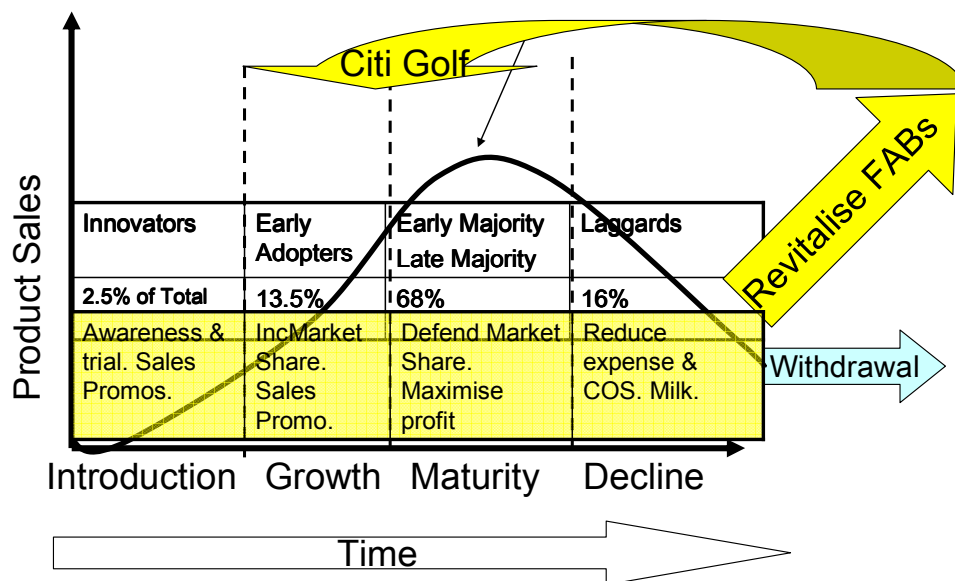 Citi Golf
Revitalise FABs
Product Sales
Innovators
Early
Adopters
Early Majority
Late Majority
Laggards
2.5% of Total
13.5%
68%
16%
Awareness &
trial. Sales
Promos.
IncMarket
Share.
Sales
Promo.
Defend Market
Share.
Maximise
profit
Reduce
expense &
COS. Milk.
Withdrawal
Introduction
Growth
Maturity
Decline
Time